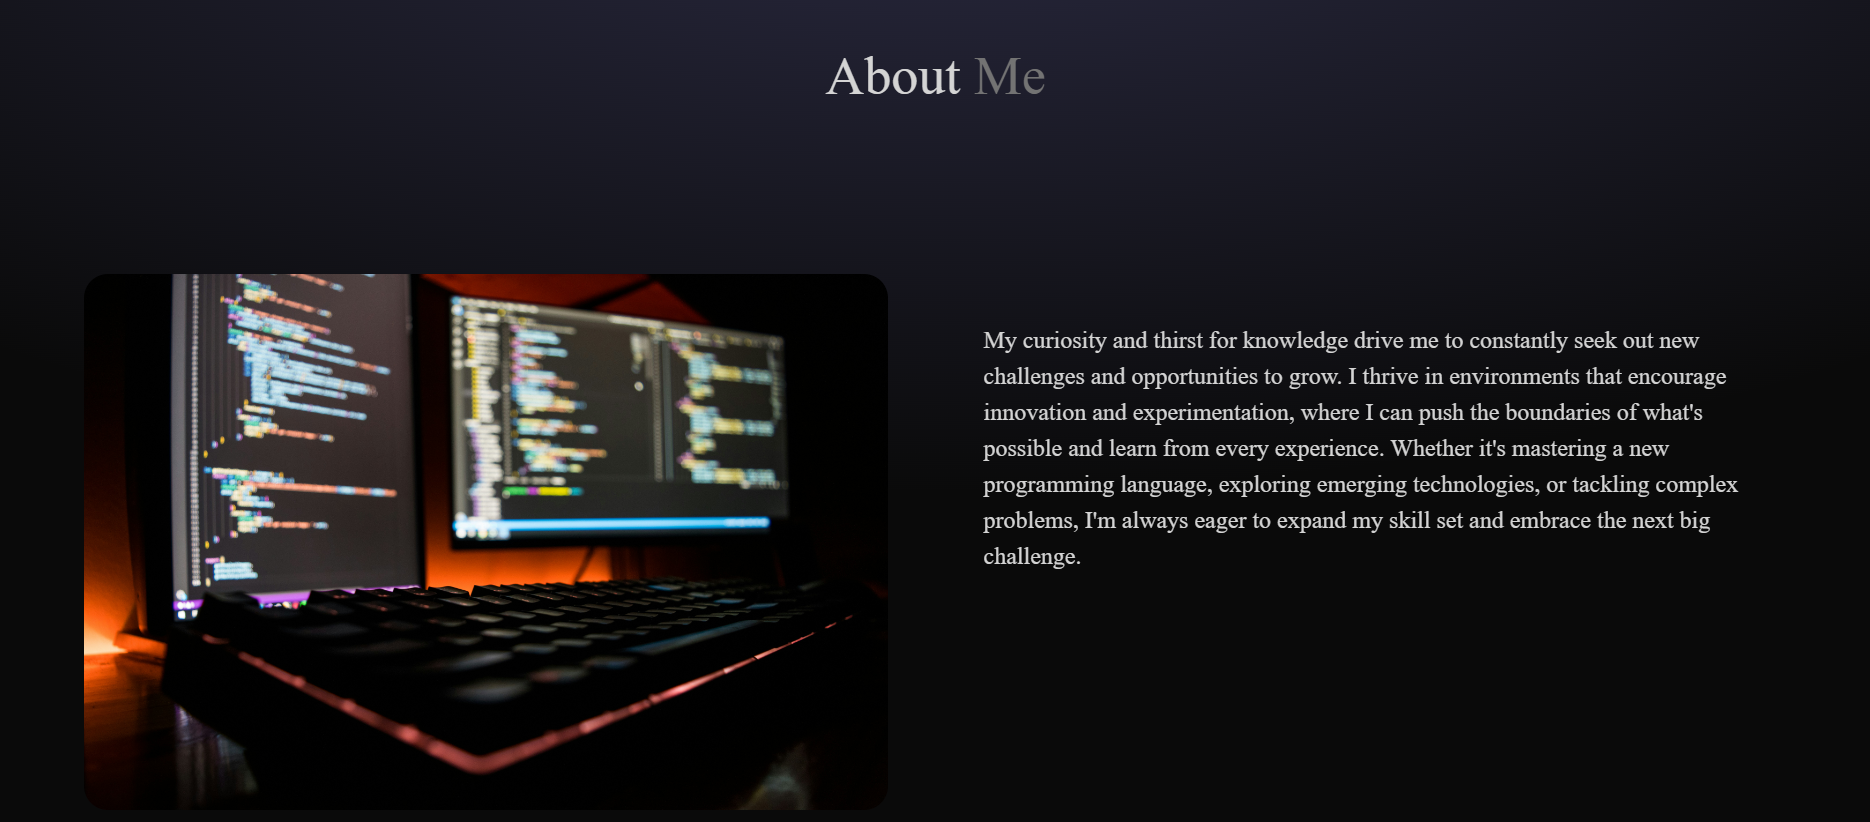 About Me
My curiosity and thirst for knowledge drive me to constantly seek out new
challenges and opportunities to grow. I thrive in environments that encourage
innovation and experimentation, where I can push the boundaries of what's
possible and learn from every experience. Whether it's mastering a new
programming language, exploring emerging technologies, or tackling complex
problems, I'm always eager to expand my skill set and embrace the next big
challenge.